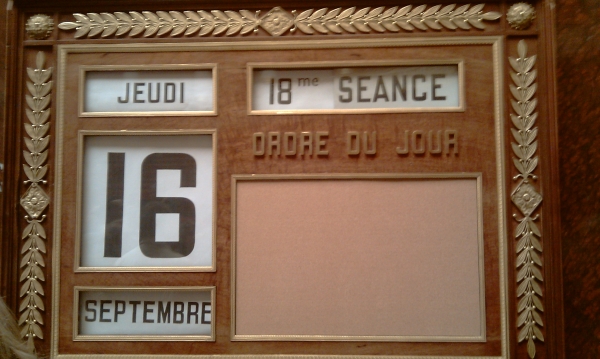 JEUDI
16
SEPTEMBRE
18me SEANCE
ORDRE DU JOUR